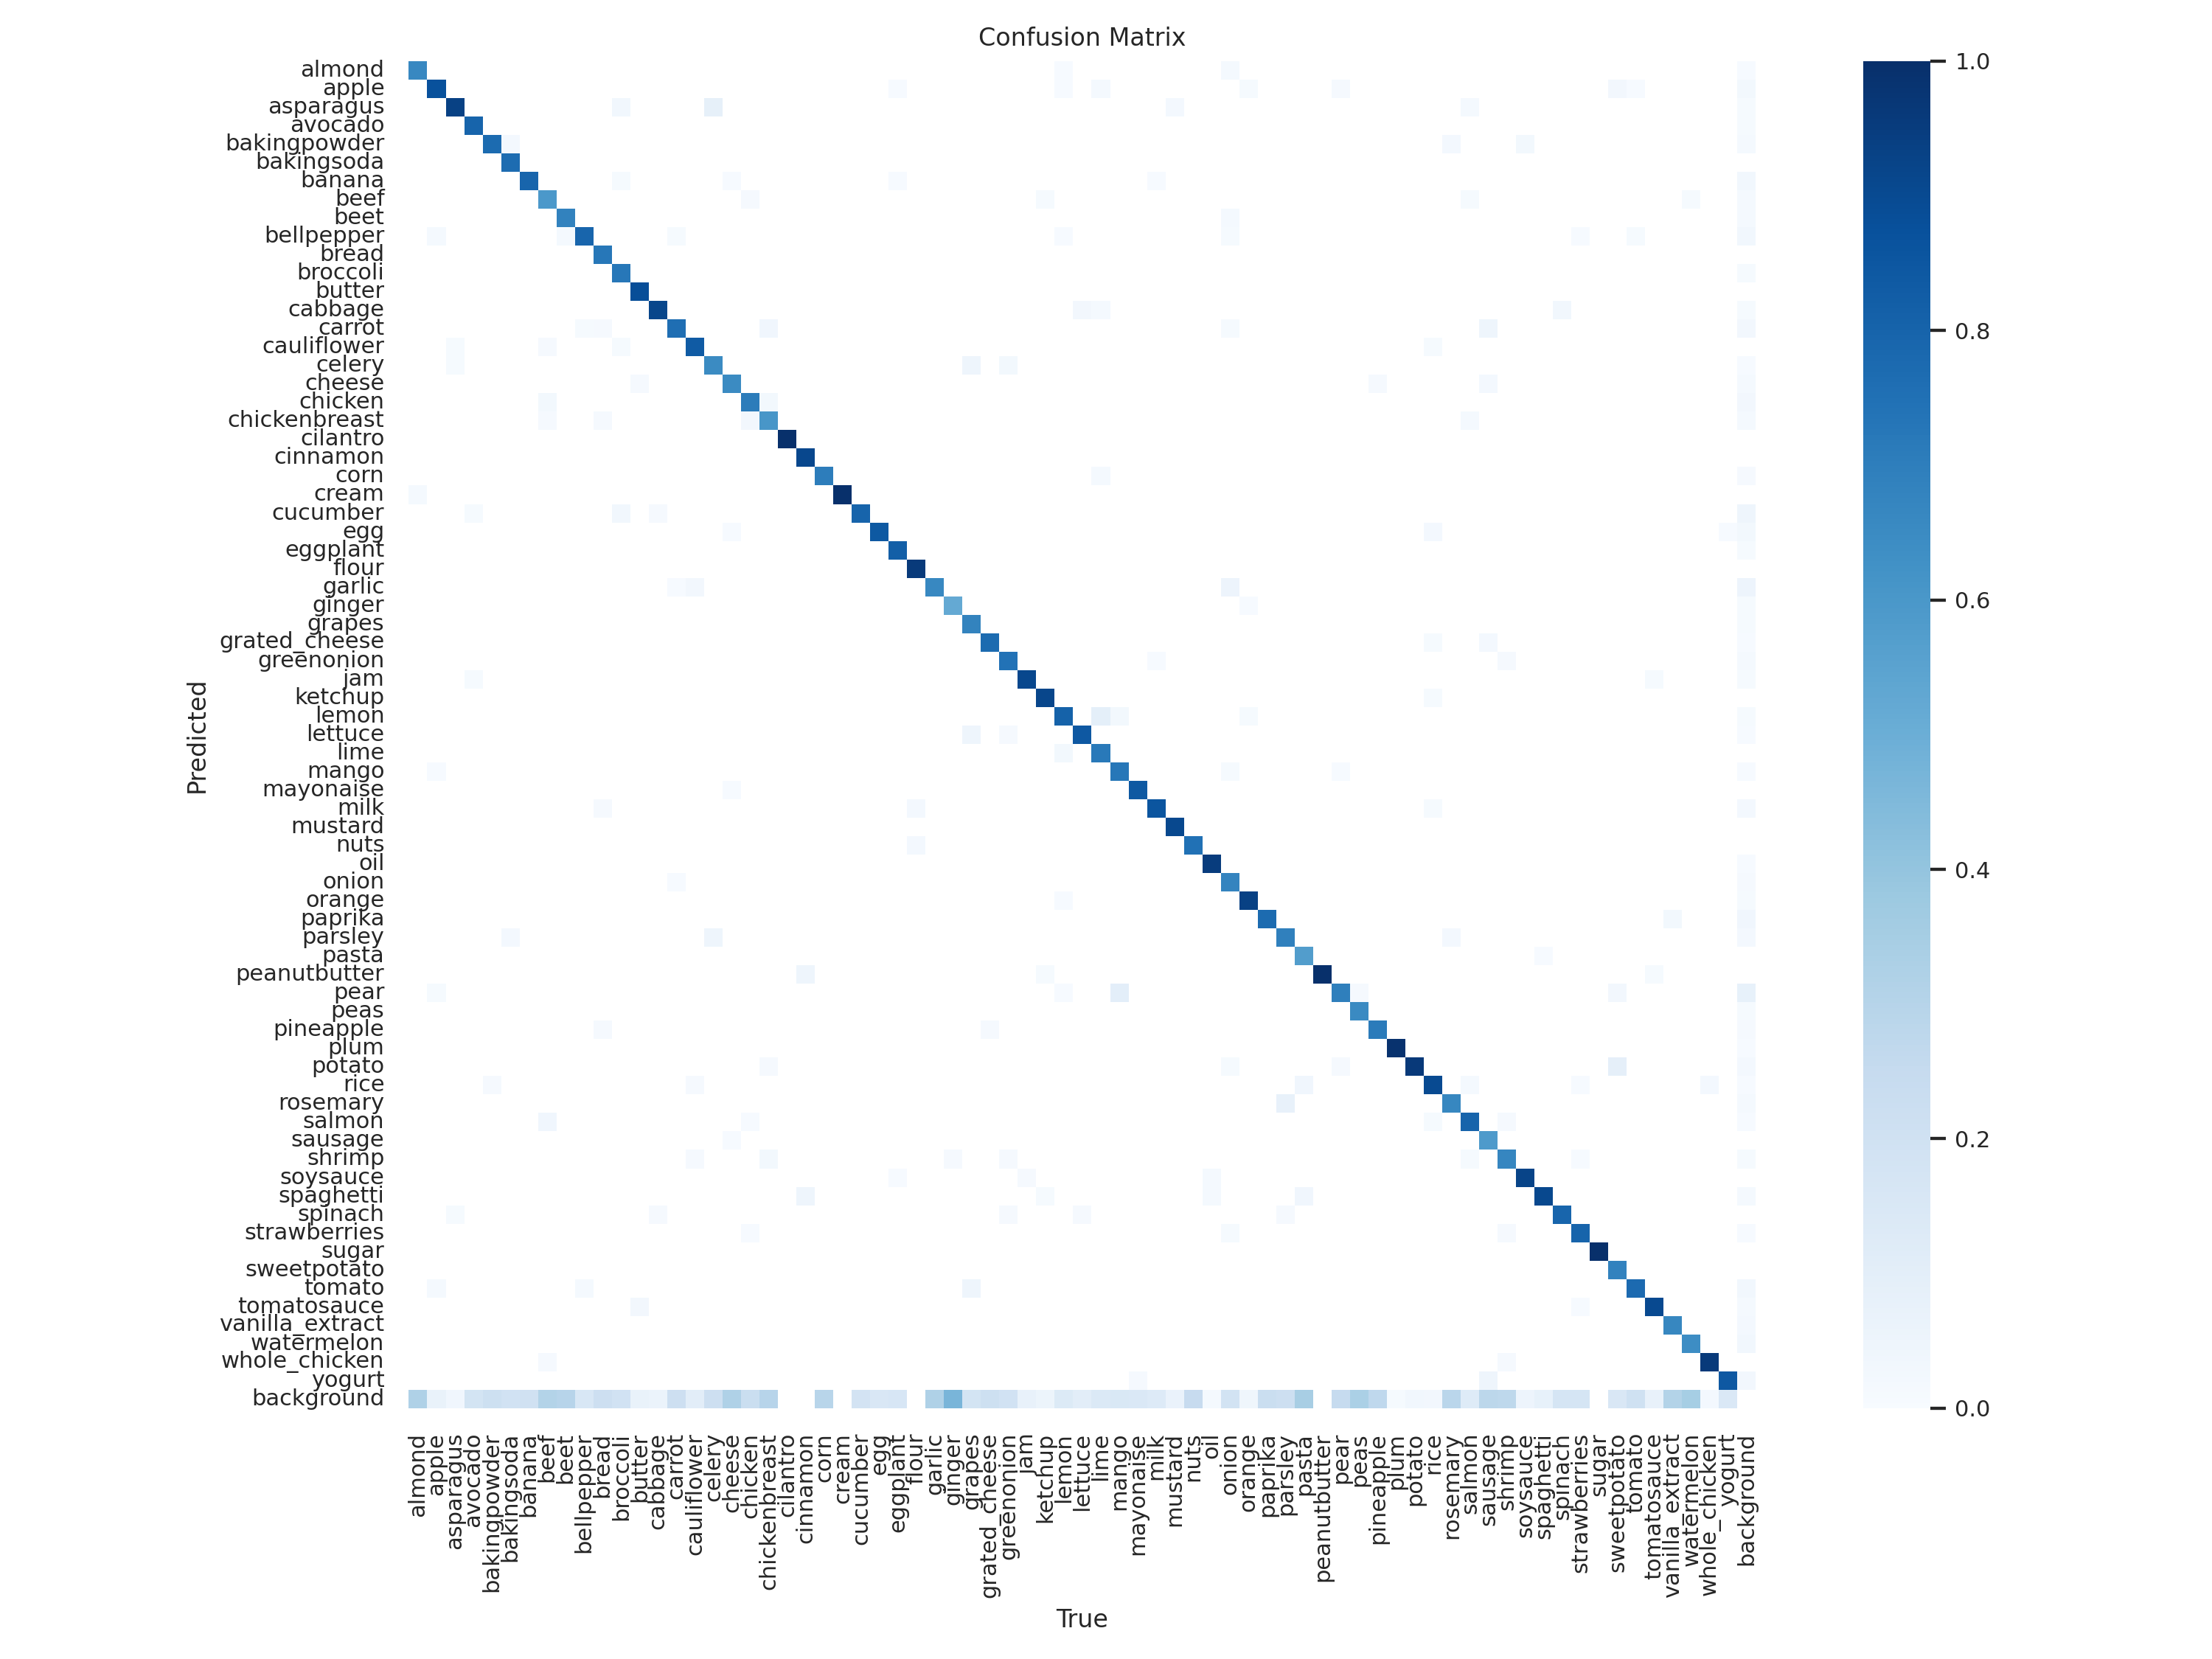 Confusion Matrix
almond
apple
asparagus
avocado
bakingpowder
bakingsoda
banana
beef
beet
bellpepper
bread
broccoli
butter
cabbage
carrot
cauliflower
celery
cheese
chicken
chickenbreast
cilantro
cinnamon
corn
cream
cucumber
egg
eggplant
flour
garlic
ginger
grapes
grated_cheese
greenonion
jam
ketchup
lemon
lettuce
lime
mango
mayonaise
milk
mustard
nuts
oil
onion
orange
paprika
parsley
pasta
peanutbutter
pear
peas
pineapple
plum
potato
rice
rosemary
salmon
sausage
shrimp
soysauce
spaghetti
spinach
strawberries
sugar
sweetpotato
tomato
tomatosauce
vanilla_extract
watermelon
whole_chicken
yogurt
background
Predicted
almond
apple
asparagus
avocado
bakingpowder
bakingsoda
banana
beef
beet
bellpepper
bread
broccoli
butter
cabbage
carrot
cauliflower
celery
cheese
chicken
chickenbreast
cilantro
cinnamon
corn
cream
cucumber
egg
eggplant
flour
garlic
ginger
grapes
grated_cheese
greenonion
jam
ketchup
lemon
lettuce
lime
mango
mayonaise
milk
mustard
nuts
oil
onion
orange
paprika
parsley
pasta
peanutbutter
pear
peas
pineapple
plum
potato
rice
rosemary
salmon
sausage
shrimp
soysauce
spaghetti
spinach
strawberries
sugar
sweetpotato
tomato
tomatosauce
vanilla_extract
watermelon
whole_chicken
yogurt
background
True
1.0
0.8
0.6
0.4
0.2
0.0